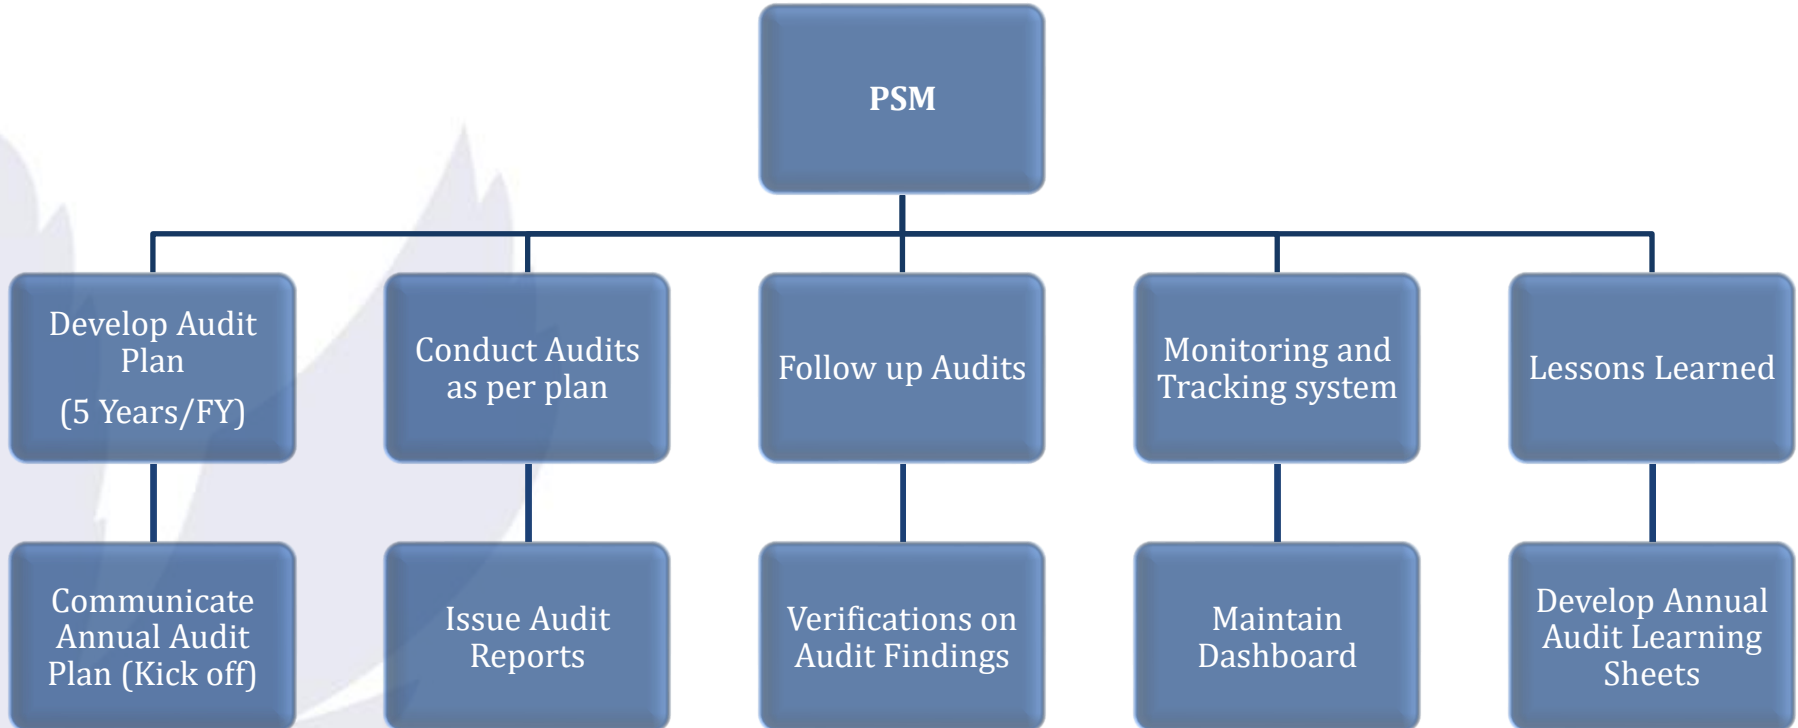 PSM
Develop Audit
Plan
(5 Years/FY)
Conduct Audits
as per plan
Follow up Audits
Monitoring and
Tracking system
Lessons Learned
Communicate
Annual Audit
Plan (Kick off)
Issue Audit
Reports
Verifications on
Audit Findings
Maintain
Dashboard
Develop Annual
Audit Learning
Sheets